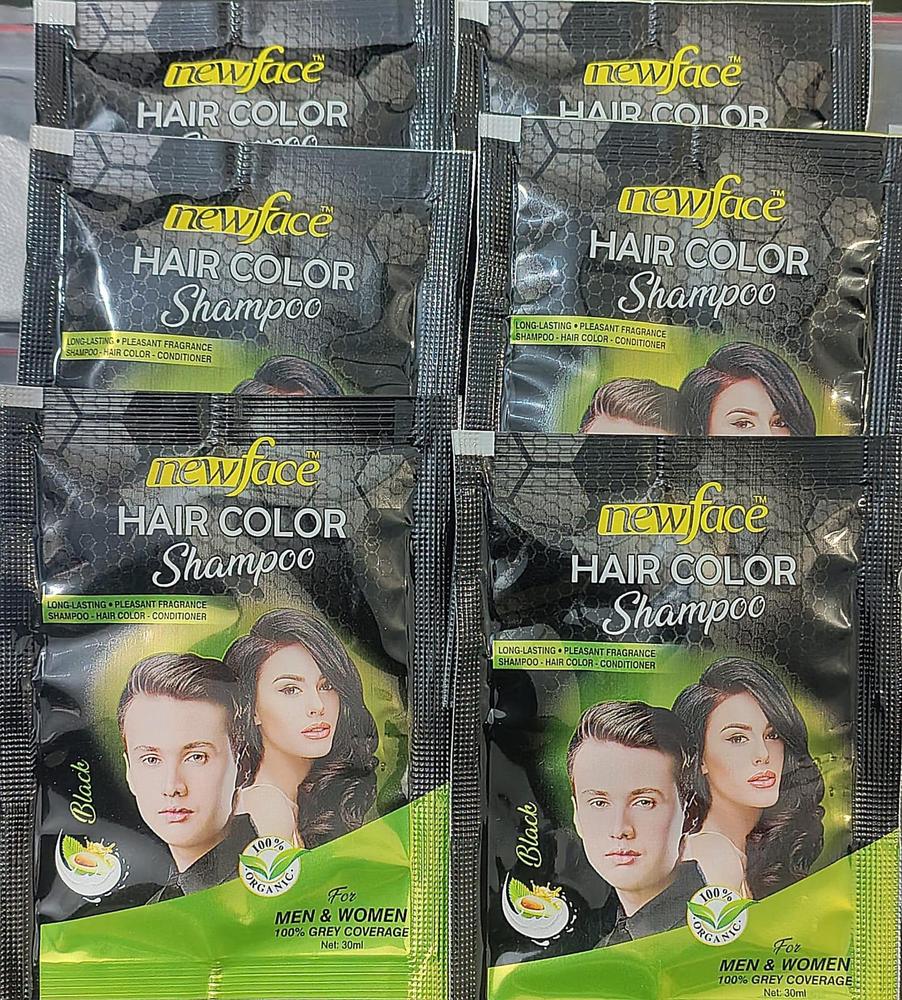 newface™
HAIR COLOR
Shampoo
newface™
HAIR COLOR
newface™
HAIR COLOR
Shampoo
LONG-LASTING • PLEASANT FRAGRANCE
SHAMPOO - HAIR COLOR - CONDITIONER
newface™
HAIR COLOR
Shampoo
LONG-LASTING • PLEASANT FRAGRANCE
SHAMPOO - HAIR COLOR - CONDITIONER
newface™
HAIR COLOR
Shampoo
LONG-LASTING • PLEASANT FRAGRANCE
SHAMPOO - HAIR COLOR - CONDITIONER
Black
100%
ORGANIC
For
MEN & WOMEN
100% GREY COVERAGE
Net: 30ml
newface™
HAIR COLOR
Shampoo
LONG-LASTING • PLEASANT FRAGRANCE
SHAMPOO - HAIR COLOR - CONDITIONER
Black
100%
ORGANIC
For
MEN & WOMEN
100% GREY COVERAGE
Net: 30ml